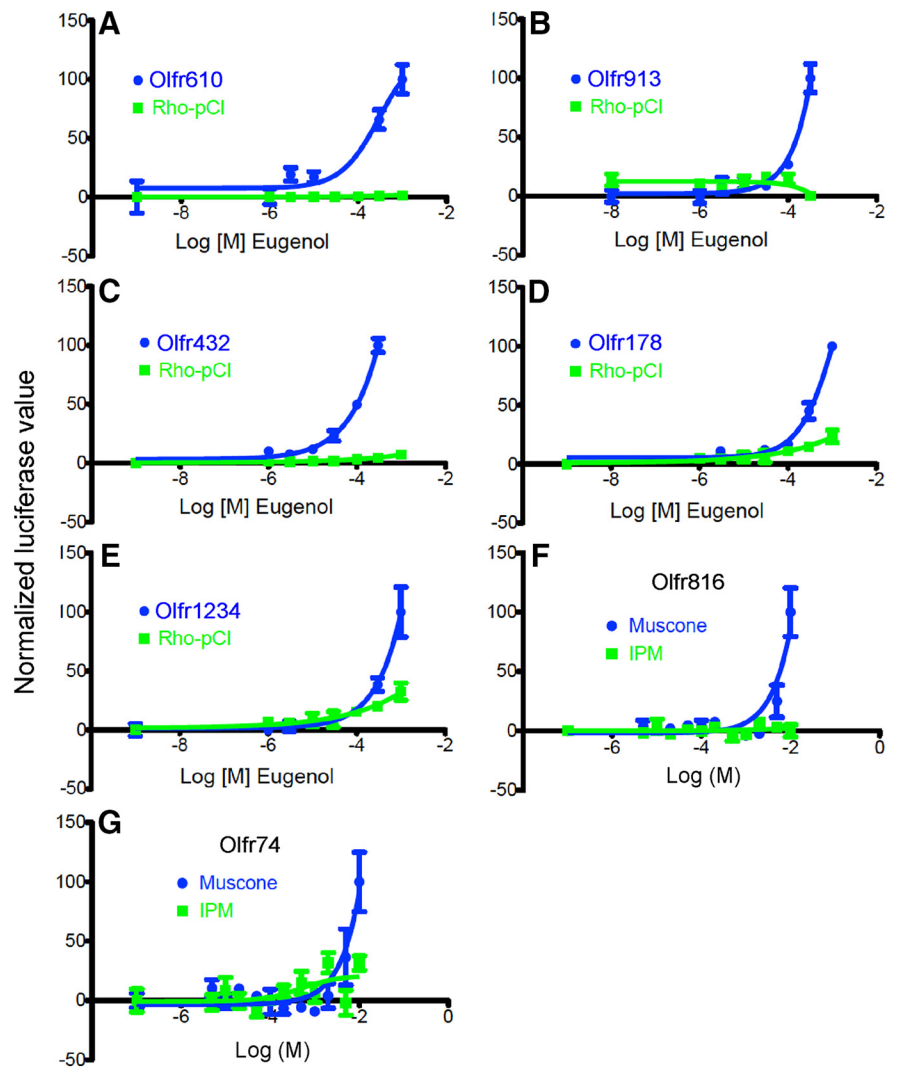 Normalized luciferase value
A
150
100
50
0
-50
Olfr610
Rho-pCI
-8
-6
-4
-2
Log [M] Eugenol
B
150
100
50
0
-50
Olfr913
Rho-pCI
-8
-6
-4
-2
Log [M] Eugenol
C
150
100
50
0
-50
Olfr432
Rho-pCI
-8
-6
-4
-2
Log [M] Eugenol
D
150
100
50
0
-50
Olfr178
Rho-pCI
-8
-6
-4
-2
Log [M] Eugenol
E
150
100
50
0
-50
Olfr1234
Rho-pCI
-8
-6
-4
-2
Log [M] Eugenol
F
150
100
50
0
-50
Olfr816
Muscone
IPM
-6
-4
-2
0
Log (M)
G
150
100
50
0
-50
Olfr74
Muscone
IPM
-6
-4
-2
0
Log (M)